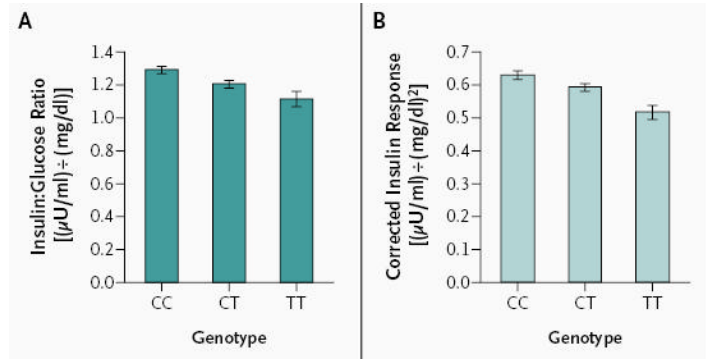 A
Insulin:Glucose Ratio
[(µU/ml)÷(mg/dl)]
1.4
1.2
1.0
0.8
0.6
0.4
0.2
0.0
CC
CT
TT
Genotype
B
Corrected Insulin Response
[(µU/ml)÷(mg/dl)²]
0.7
0.6
0.5
0.4
0.3
0.2
0.1
0.0
CC
CT
TT
Genotype